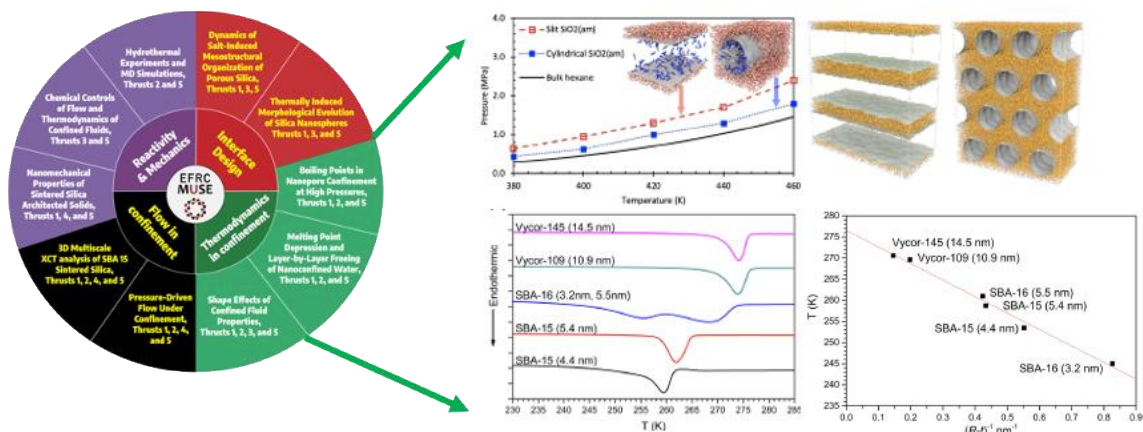 Hydrothermal
Experiments and
MD Simulations,
Thrusts 2 and 5
Dynamics of
Salt-Induced
Mesostructural
Organization of
Porous Silica,
Thrusts 1, 3, 5
Chemical Controls
of Flow and
Thermodynamics
of Confined Fluids,
Thrusts 3 and 5
Thermally Induced
Morphological Evolution
of Silica Nanospheres
Thrusts 1, 3, and 5
Reactivity
& Mechanics
Interface
Design
EFRC
MUSE
Nanomechanical
Properties of
Sintered Silica
Architected Solids,
Thrusts 1, 4, and 5
Boiling Points in
Nanopore Confinement
at High Pressures,
Thrusts 1, 2, and 5
Flow in
confinement
Thermodynamics
in confinement
3D Multiscale
XCT analysis of SBA 15
Sintered Silica,
Thrusts 1, 2, 4, and 5
Melting Point
Depression and
Layer-by-Layer Freeing
of Nanoconfined Water,
Thrusts 1, 2, and 5
Pressure-Driven
Flow Under
Confinement,
Thrusts 1, 2, 4,
and 5
Shape Effects of
Confined Fluid
Properties,
Thrusts 1, 2, 3, and 5
Pressure (MPa)
4.0
3.0
2.0
1.0
0.0
Slit SiO2(am)
Cylindrical SiO2(am)
Bulk hexane
380 400 420 440 460
Temperature (K)
Endothermic
Vycor-145 (14.5 nm)
Vycor-109 (10.9 nm)
SBA-16 (3.2nm, 5.5nm)
SBA-15 (5.4 nm)
SBA-15 (4.4 nm)
230 240 250 260 270 275 285
T (K)
T (K)
285
280
275
270
265
260
255
250
245
240
235
Vycor-145 (14.5 nm)
Vycor-109 (10.9 nm)
SBA-16 (5.5 nm)
SBA-15 (5.4 nm)
SBA-15 (4.4 nm)
SBA-16 (3.2 nm)
0.0 0.1 0.2 0.3 0.4 0.5 0.6 0.7 0.8 0.9
(R-t)⁻¹ nm⁻¹